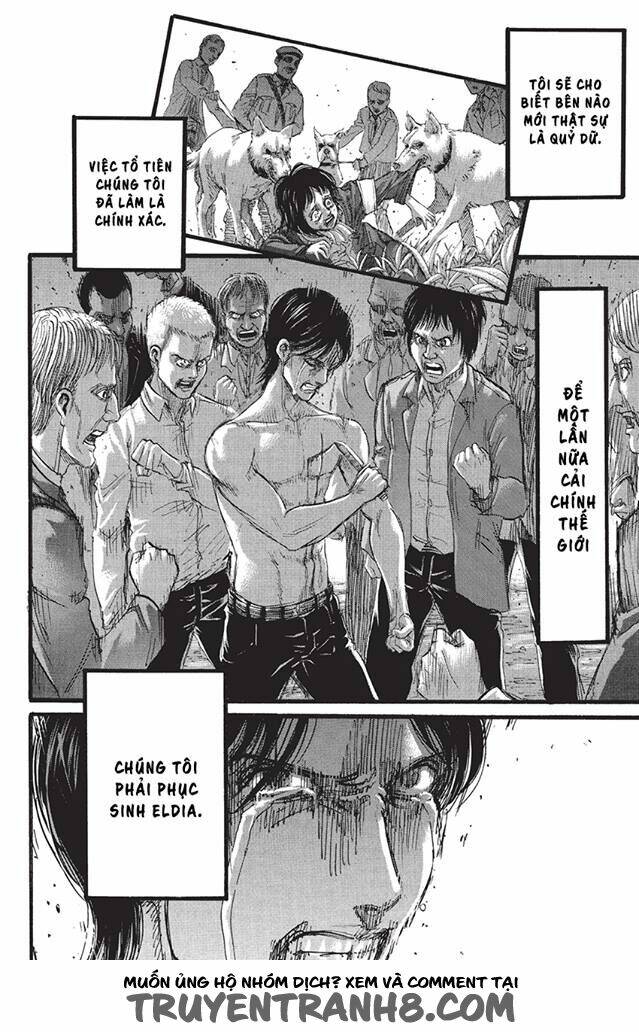 TÔI SẼ CHO
BIẾT BÊN NÀO
MỚI THẬT SỰ
LÀ QUỶ DỮ.
VIỆC TỔ TIÊN
CHÚNG TÔI
ĐÃ LÀM LÀ
CHÍNH XÁC.
ĐỂ
MỘT
LẦN
NỮA
CẢI
CHÍNH
THẾ
GIỚI
CHÚNG TÔI
PHẢI PHỤC
SINH ELDIA.
MUỐN ỦNG HỘ NHÓM DỊCH? XEM VÀ COMMENT TẠI
TRUYENTRANH8.COM